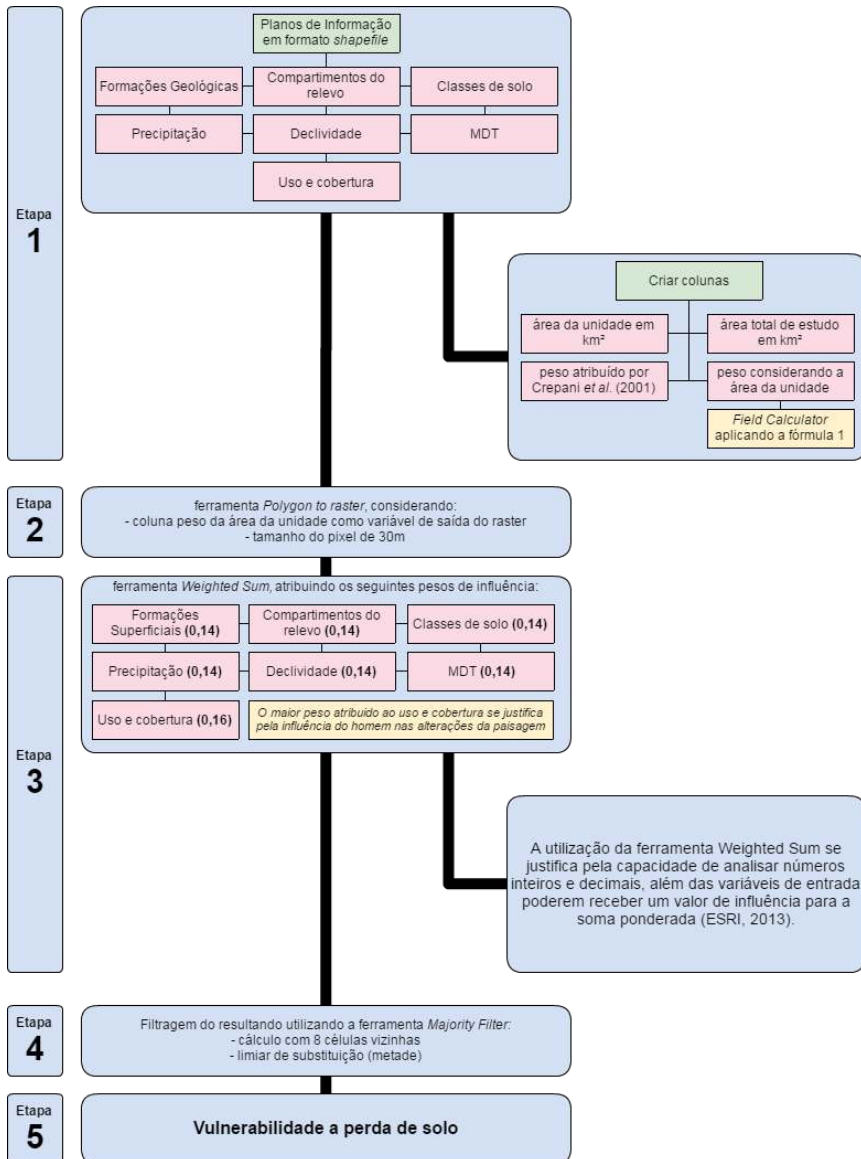 Planos de Informação
em formato shapefile
Formações Geológicas
Compartimentos do
relevo
Classes de solo
Precipitação
Declividade
MDT
Uso e cobertura
Etapa
1
Criar colunas
área da unidade em
km²
área total de estudo
em km²
peso atribuído por
Crepani et al. (2001)
peso considerando a
área da unidade
Field Calculator
aplicando a fórmula 1
Etapa
2
ferramenta Polygon to raster, considerando:
- coluna peso da área da unidade como variável de saída do raster
- tamanho do pixel de 30m
Etapa
3
ferramenta Weighted Sum, atribuindo os seguintes pesos de influência:
Formações
Superficiais (0,14)
Compartimentos do
relevo (0,14)
Classes de solo (0,14)
Precipitação (0,14)
Declividade (0,14)
MDT (0,14)
Uso e cobertura (0,16)
O maior peso atribuído ao uso e cobertura se justifica
pela influência do homem nas alterações da paisagem
A utilização da ferramenta Weighted Sum se
justifica pela capacidade de analisar números
inteiros e decimais, além das variáveis de entrada
poderem receber um valor de influência para a
soma ponderada (ESRI, 2013).
Etapa
4
Filtragem do resultando utilizando a ferramenta Majority Filter:
- cálculo com 8 células vizinhas
- limiar de substituição (metade)
Etapa
5
Vulnerabilidade a perda de solo